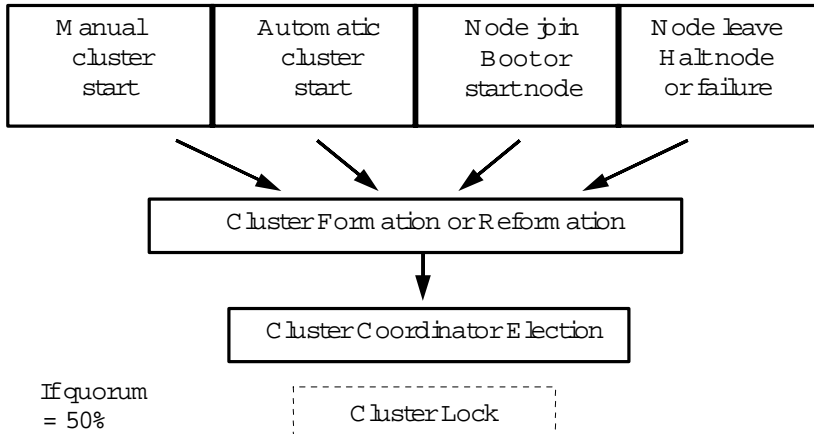 Manual
cluster
start
Automatic
cluster
start
Node join
Boot or
start node
Node leave
Halt node
or failure
Cluster Formation or Reformation
Cluster Coordinator Election
If quorum
= 50%
Cluster Lock